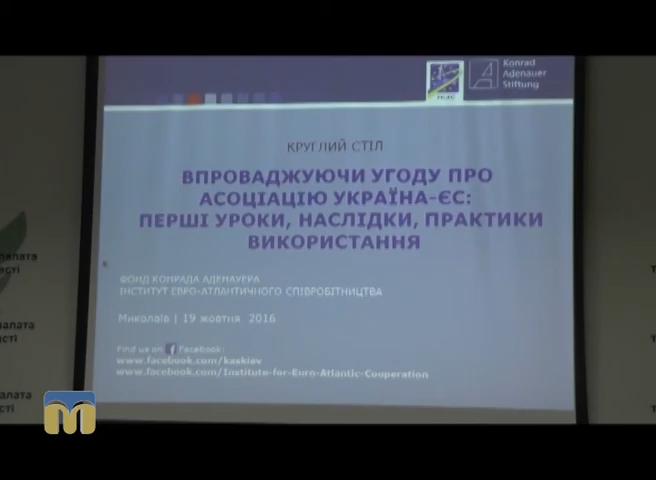 Konrad
Adenauer
Stiftung
КРУГЛИЙ СТІЛ
ВПРОВАДЖУЮЧИ УГОДУ ПРО
АСОЦІАЦІЮ УКРАЇНА-ЄС:
ПЕРШІ УРОКИ, НАСЛІДКИ, ПРАКТИКИ
ВИКОРИСТАННЯ
ФОНД КОНРАДА АДЕНАУЕРА
ІНСТИТУТ ЄВРО-АТЛАНТИЧНОГО СПІВРОБІТНИЦТВА
Миколаїв | 19 жовтня 2016
Find us on f Facebook:
www.facebook.com/kaskiev
www.facebook.com/Institute-for-Euro-Atlantic-Cooperation